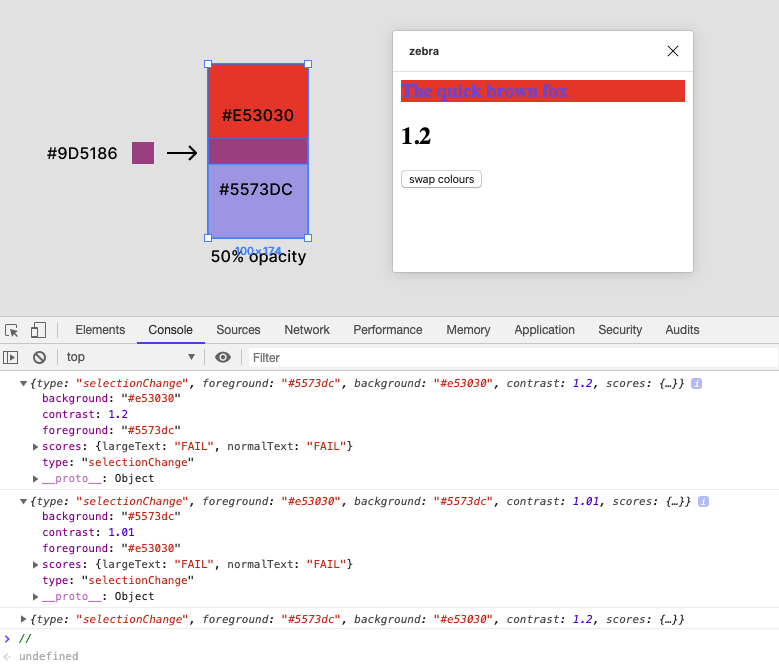 #E53030
#9D5186
#5573DC
100×174
50% opacity
zebra
The quick brown fox
1.2
swap colours
Elements Console Sources Network Performance Memory Application Security Audits
top Filter
{type: "selectionChange", foreground: "#5573dc", background: "#e53030", contrast: 1.2, scores: {…}} i
background: "#e53030"
contrast: 1.2
foreground: "#5573dc"
scores: {largeText: "FAIL", normalText: "FAIL"}
type: "selectionChange"
__proto__: Object
{type: "selectionChange", foreground: "#e53030", background: "#5573dc", contrast: 1.01, scores: {…}} i
background: "#5573dc"
contrast: 1.01
foreground: "#e53030"
scores: {largeText: "FAIL", normalText: "FAIL"}
type: "selectionChange"
__proto__: Object
{type: "selectionChange", foreground: "#5573dc", background: "#e53030", contrast: 1.2, scores: {…}}
//
undefined